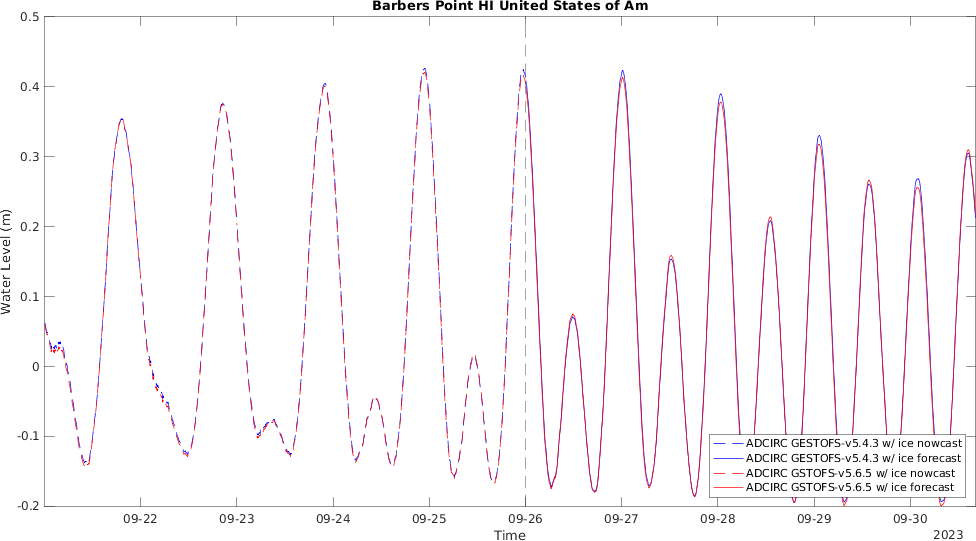 Barbers Point HI United States of Am
0.5
0.4
0.3
0.2
0.1
0
-0.1
-0.2
Water Level (m)
ADCIRC GESTOFS-v5.4.3 w/ ice nowcast
ADCIRC GESTOFS-v5.4.3 w/ ice forecast
ADCIRC GSTOFS-v5.6.5 w/ ice nowcast
ADCIRC GSTOFS-v5.6.5 w/ ice forecast
09-22 09-23 09-24 09-25 09-26 09-27 09-28 09-29 09-30
Time
2023